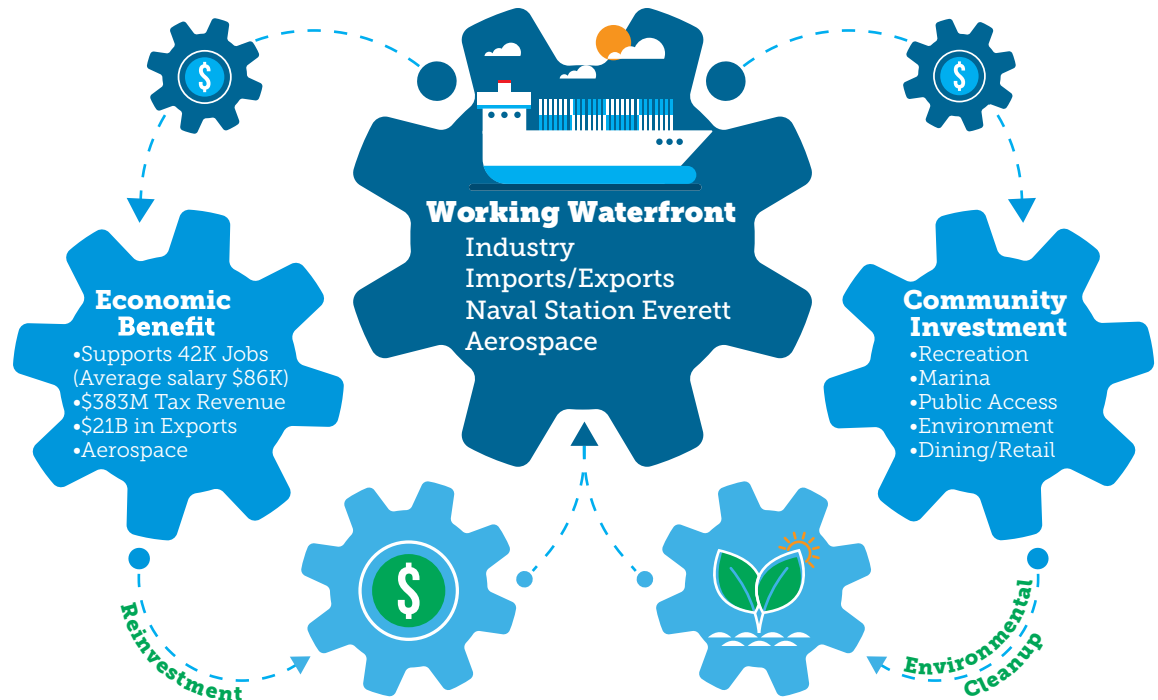 $
$
Working Waterfront
Industry
Imports/Exports
Naval Station Everett
Aerospace
Economic
Benefit
•Supports 42K Jobs
(Average salary $86K)
•$383M Tax Revenue
•$21B in Exports
•Aerospace
Community
Investment
•Recreation
•Marina
•Public Access
•Environment
•Dining/Retail
$
Reinvestment
Environmental
Cleanup